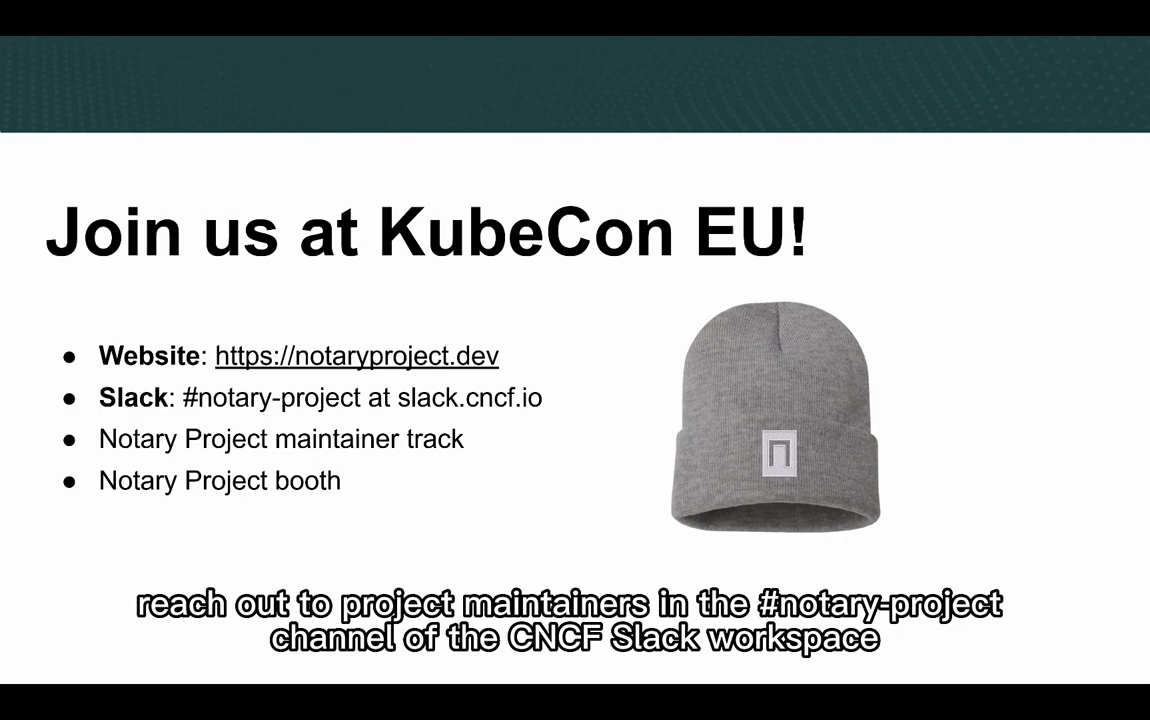 Join us at KubeCon EU!
● Website: https://notaryproject.dev
● Slack: #notary-project at slack.cncf.io
● Notary Project maintainer track
● Notary Project booth
n
reach out to project maintainers in the #notary-project
channel of the CNCF Slack workspace